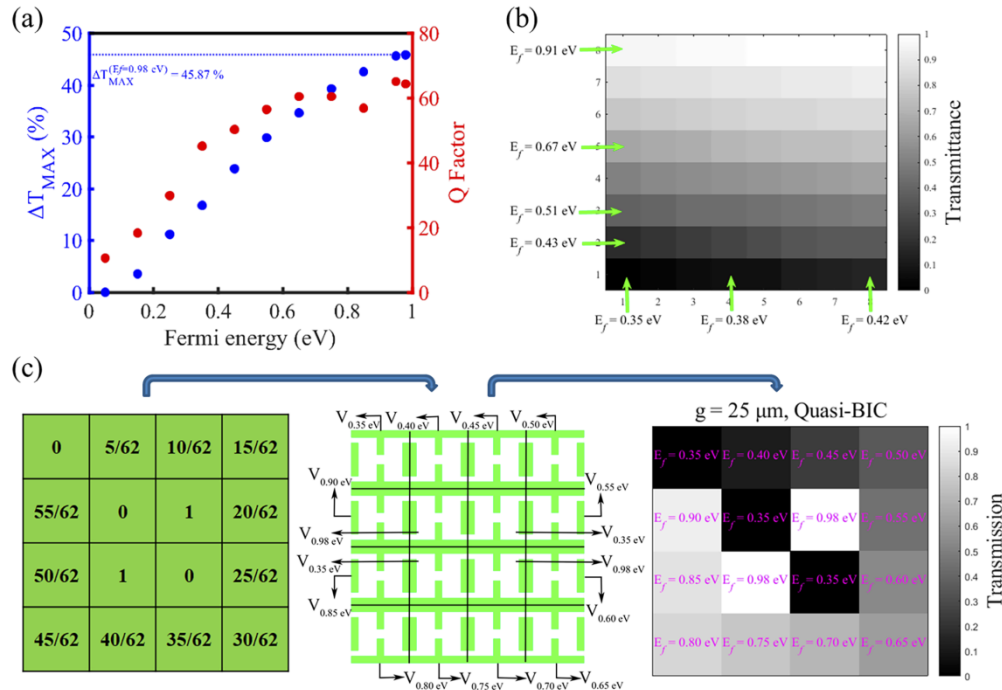 (a)
50
40
30
20
10
0
ΔT_MAX (%)
ΔT_MAX^(Ef=0.98 eV) = 45.87 %
80
60
40
20
0
Q Factor
0 0.2 0.4 0.6 0.8 1
Fermi energy (eV)
(b)
E_f = 0.91 eV
E_f = 0.67 eV
E_f = 0.51 eV
E_f = 0.43 eV
8
7
6
5
4
3
2
1
1 2 3 4 5 6 7 8
E_f = 0.35 eV E_f = 0.38 eV E_f = 0.42 eV
1
0.9
0.8
0.7
0.6
0.5
0.4
0.3
0.2
0.1
0
Transmittance
(c)
0 5/62 10/62 15/62
55/62 0 1 20/62
50/62 1 0 25/62
45/62 40/62 35/62 30/62
V_0.35 eV V_0.40 eV V_0.45 eV V_0.50 eV
V_0.90 eV V_0.55 eV
V_0.98 eV V_0.35 eV
V_0.35 eV V_0.98 eV
V_0.85 eV V_0.60 eV
V_0.80 eV V_0.75 eV V_0.70 eV V_0.65 eV
g = 25 μm, Quasi-BIC
E_f = 0.35 eV E_f = 0.40 eV E_f = 0.45 eV E_f = 0.50 eV
E_f = 0.90 eV E_f = 0.35 eV E_f = 0.98 eV E_f = 0.55 eV
E_f = 0.85 eV E_f = 0.98 eV E_f = 0.35 eV E_f = 0.60 eV
E_f = 0.80 eV E_f = 0.75 eV E_f = 0.70 eV E_f = 0.65 eV
1
0.9
0.8
0.7
0.6
0.5
0.4
0.3
0.2
0.1
0
Transmission